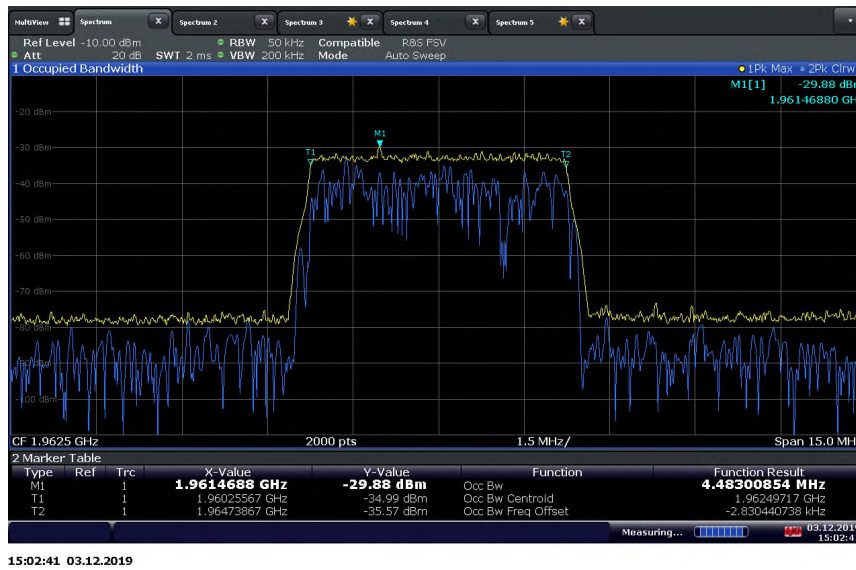 MultiView Spectrum X Spectrum 2 X Spectrum 3 X Spectrum 4 X Spectrum 5 X
Ref Level -10.00 dBm RBW 50 kHz Compatible R&S FSV
Att 20 dB SWT 2 ms VBW 200 kHz Mode Auto Sweep
1 Occupied Bandwidth 1Pk Max 2Pk Clrw
M1[1] -29.88 dBm
1.96146880 GH
-20 dBm
M1
-30 dBm
T1 T2
-40 dBm
-50 dBm
-60 dBm
-70 dBm
-80 dBm
-90 dBm
-100 dBm
CF 1.9625 GHz 2000 pts 1.5 MHz/ Span 15.0 MH
2 Marker Table
Type Ref Trc X-Value Y-Value Function Function Result
M1 1 1.9614688 GHz -29.88 dBm Occ Bw 4.48300854 MHz
T1 1 1.96025567 GHz -34.99 dBm Occ Bw Centroid 1.96249717 GHz
T2 1 1.96473867 GHz -35.57 dBm Occ Bw Freq Offset -2.830440738 kHz
Measuring... 03.12.2019
15:02:4
15:02:41 03.12.2019